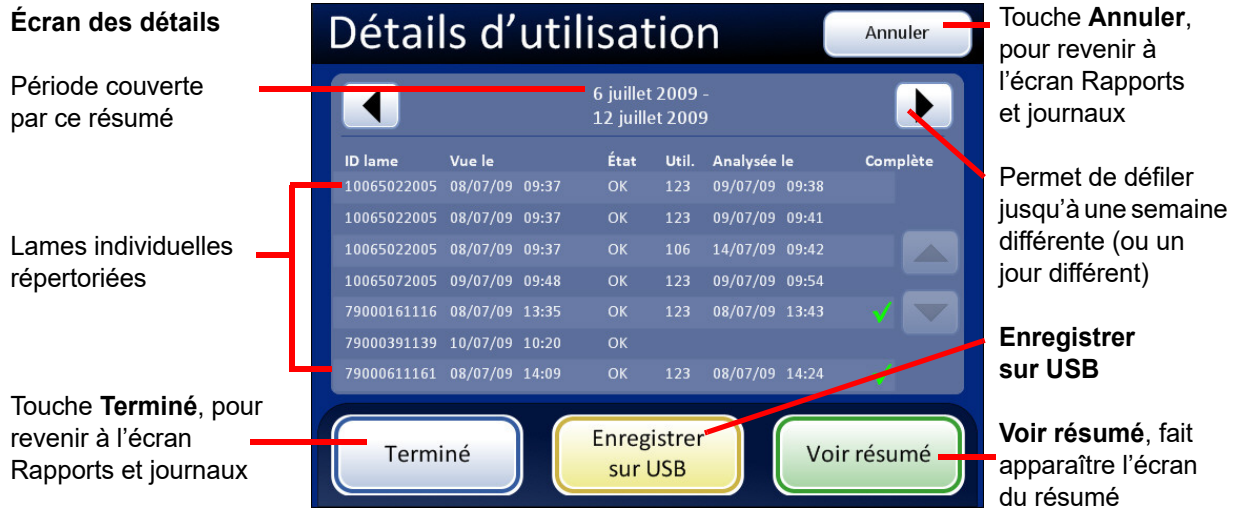 Écran des détails
Période couverte
par ce résumé
Lames individuelles
répertoriées
Touche Terminé, pour
revenir à l’écran
Rapports et journaux
Détails d’utilisation
Annuler
6 juillet 2009 -
12 juillet 2009
ID lame Vue le État Util. Analysée le Complète
10065022005 08/07/09 09:37 OK 123 09/07/09 09:38
10065022005 08/07/09 09:37 OK 123 09/07/09 09:41
10065022005 08/07/09 09:37 OK 106 14/07/09 09:42
10065072005 09/07/09 09:48 OK 123 09/07/09 09:54
79000161116 08/07/09 13:35 OK 123 08/07/09 13:43
79000391139 10/07/09 10:20 OK
79000611161 08/07/09 14:09 OK 123 08/07/09 14:24
Terminé
Enregistrer
sur USB
Voir résumé
Touche Annuler,
pour revenir à
l’écran Rapports
et journaux
Permet de défiler
jusqu’à une semaine
différente (ou un
jour différent)
Enregistrer
sur USB
Voir résumé, fait
apparaître l’écran
du résumé